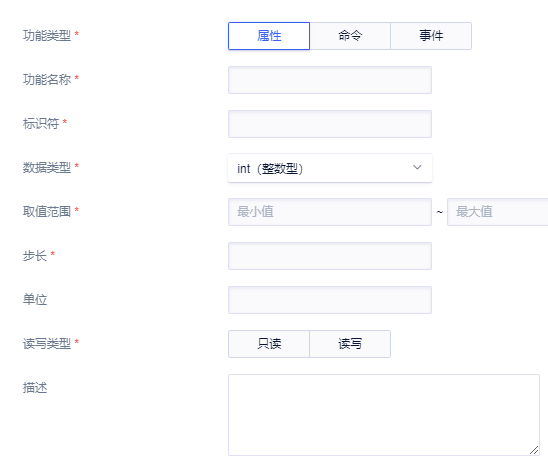 功能类型 * 属性 命令 事件
功能名称 *
标识符 *
数据类型 * int（整数型）
取值范围 * 最小值 ~ 最大值
步长 *
单位
读写类型 * 只读 读写
描述